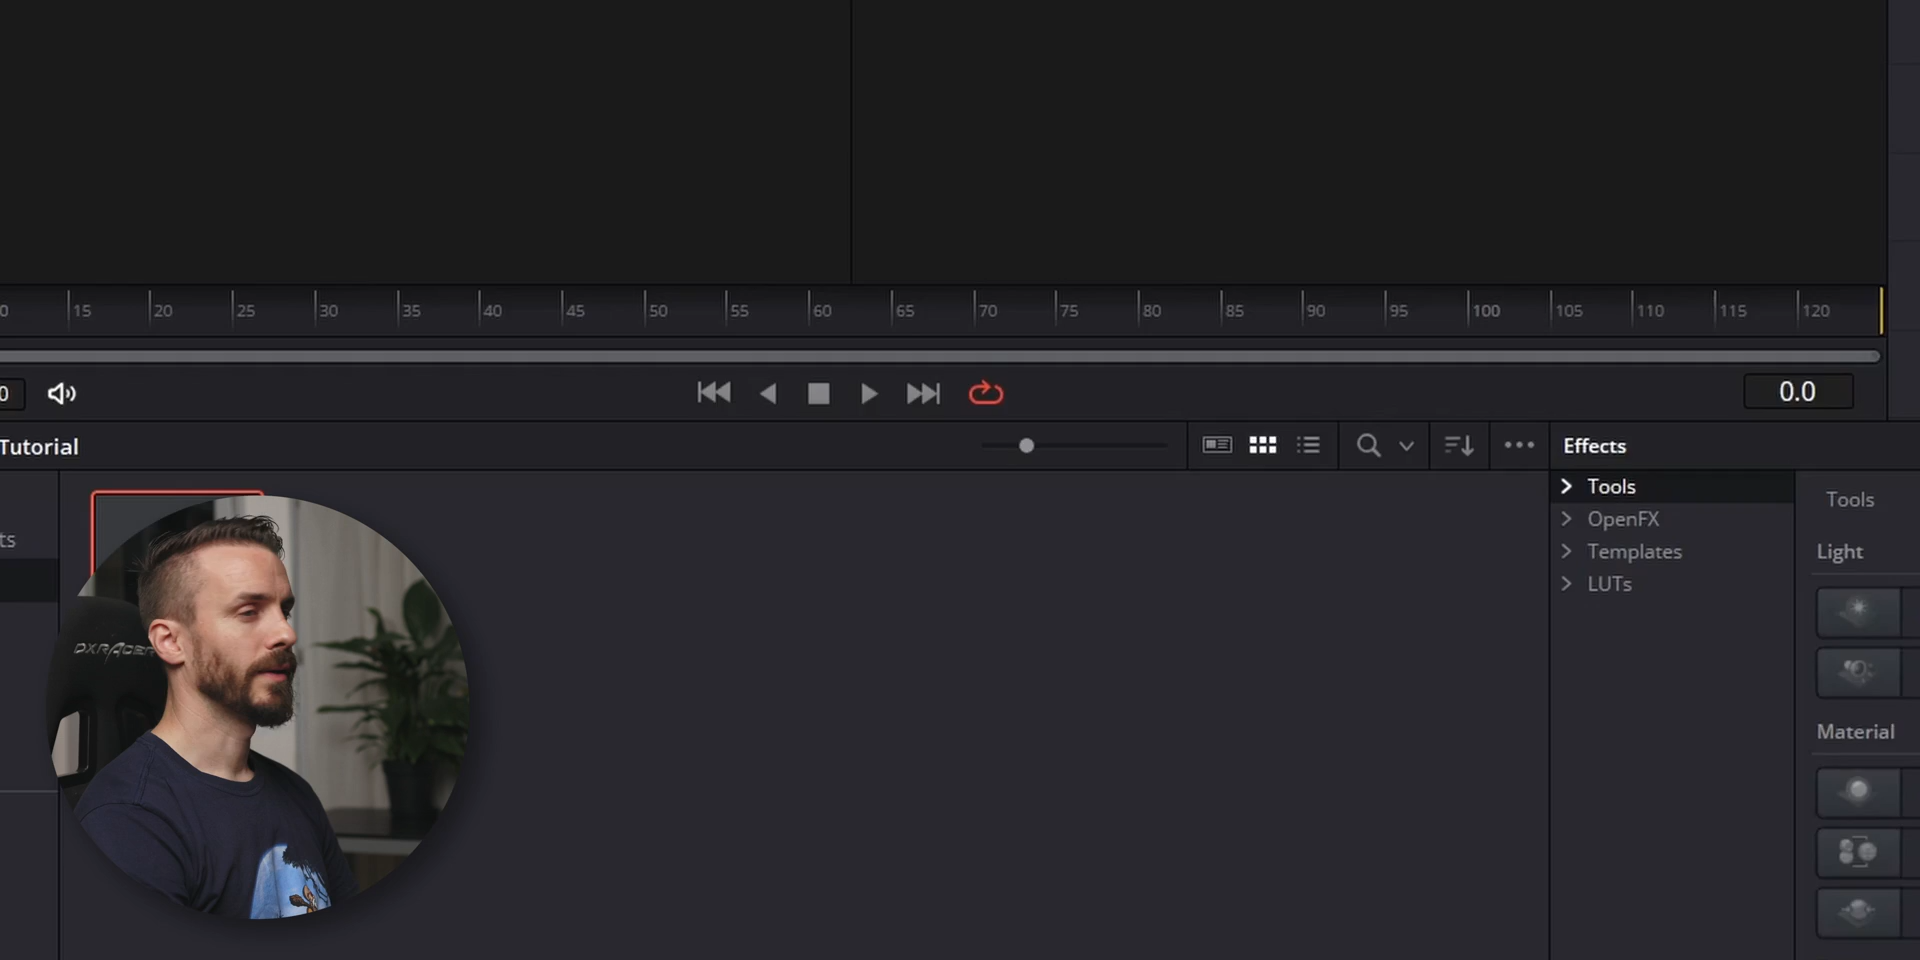 0 15 20 25 30 35 40 45 50 55 60 65 70 75 80 85 90 95 100 105 110 115 120
0 0.0
Tutorial Effects
Tools
Tools
OpenFX
ts
Light
Templates
LUTs
DXRACER
Material